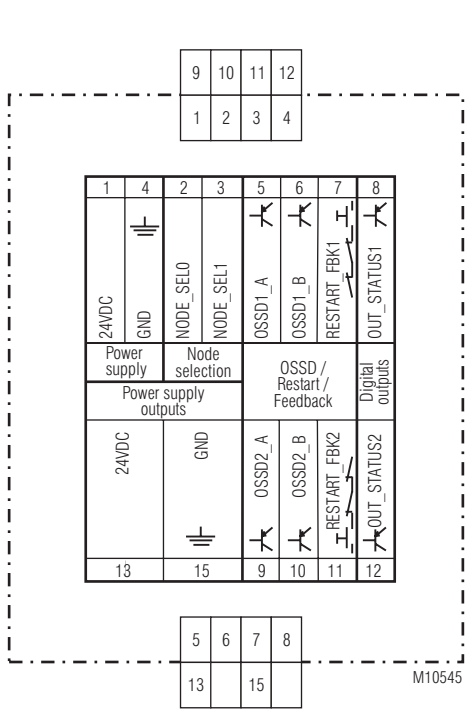 9 10 11 12
1 2 3 4
1 4 2 3 5 6 7 8
24VDC
GND
NODE_SEL0
NODE_SEL1
OSSD1_A
OSSD1_B
RESTART_FBK1
OUT_STATUS1
Power
supply
Node
selection
OSSD /
Restart /
Feedback
Digital
outputs
Power supply
outputs
24VDC
GND
OSSD2_A
OSSD2_B
RESTART_FBK2
OUT_STATUS2
13 15 9 10 11 12
5 6 7 8
13 15
M10545